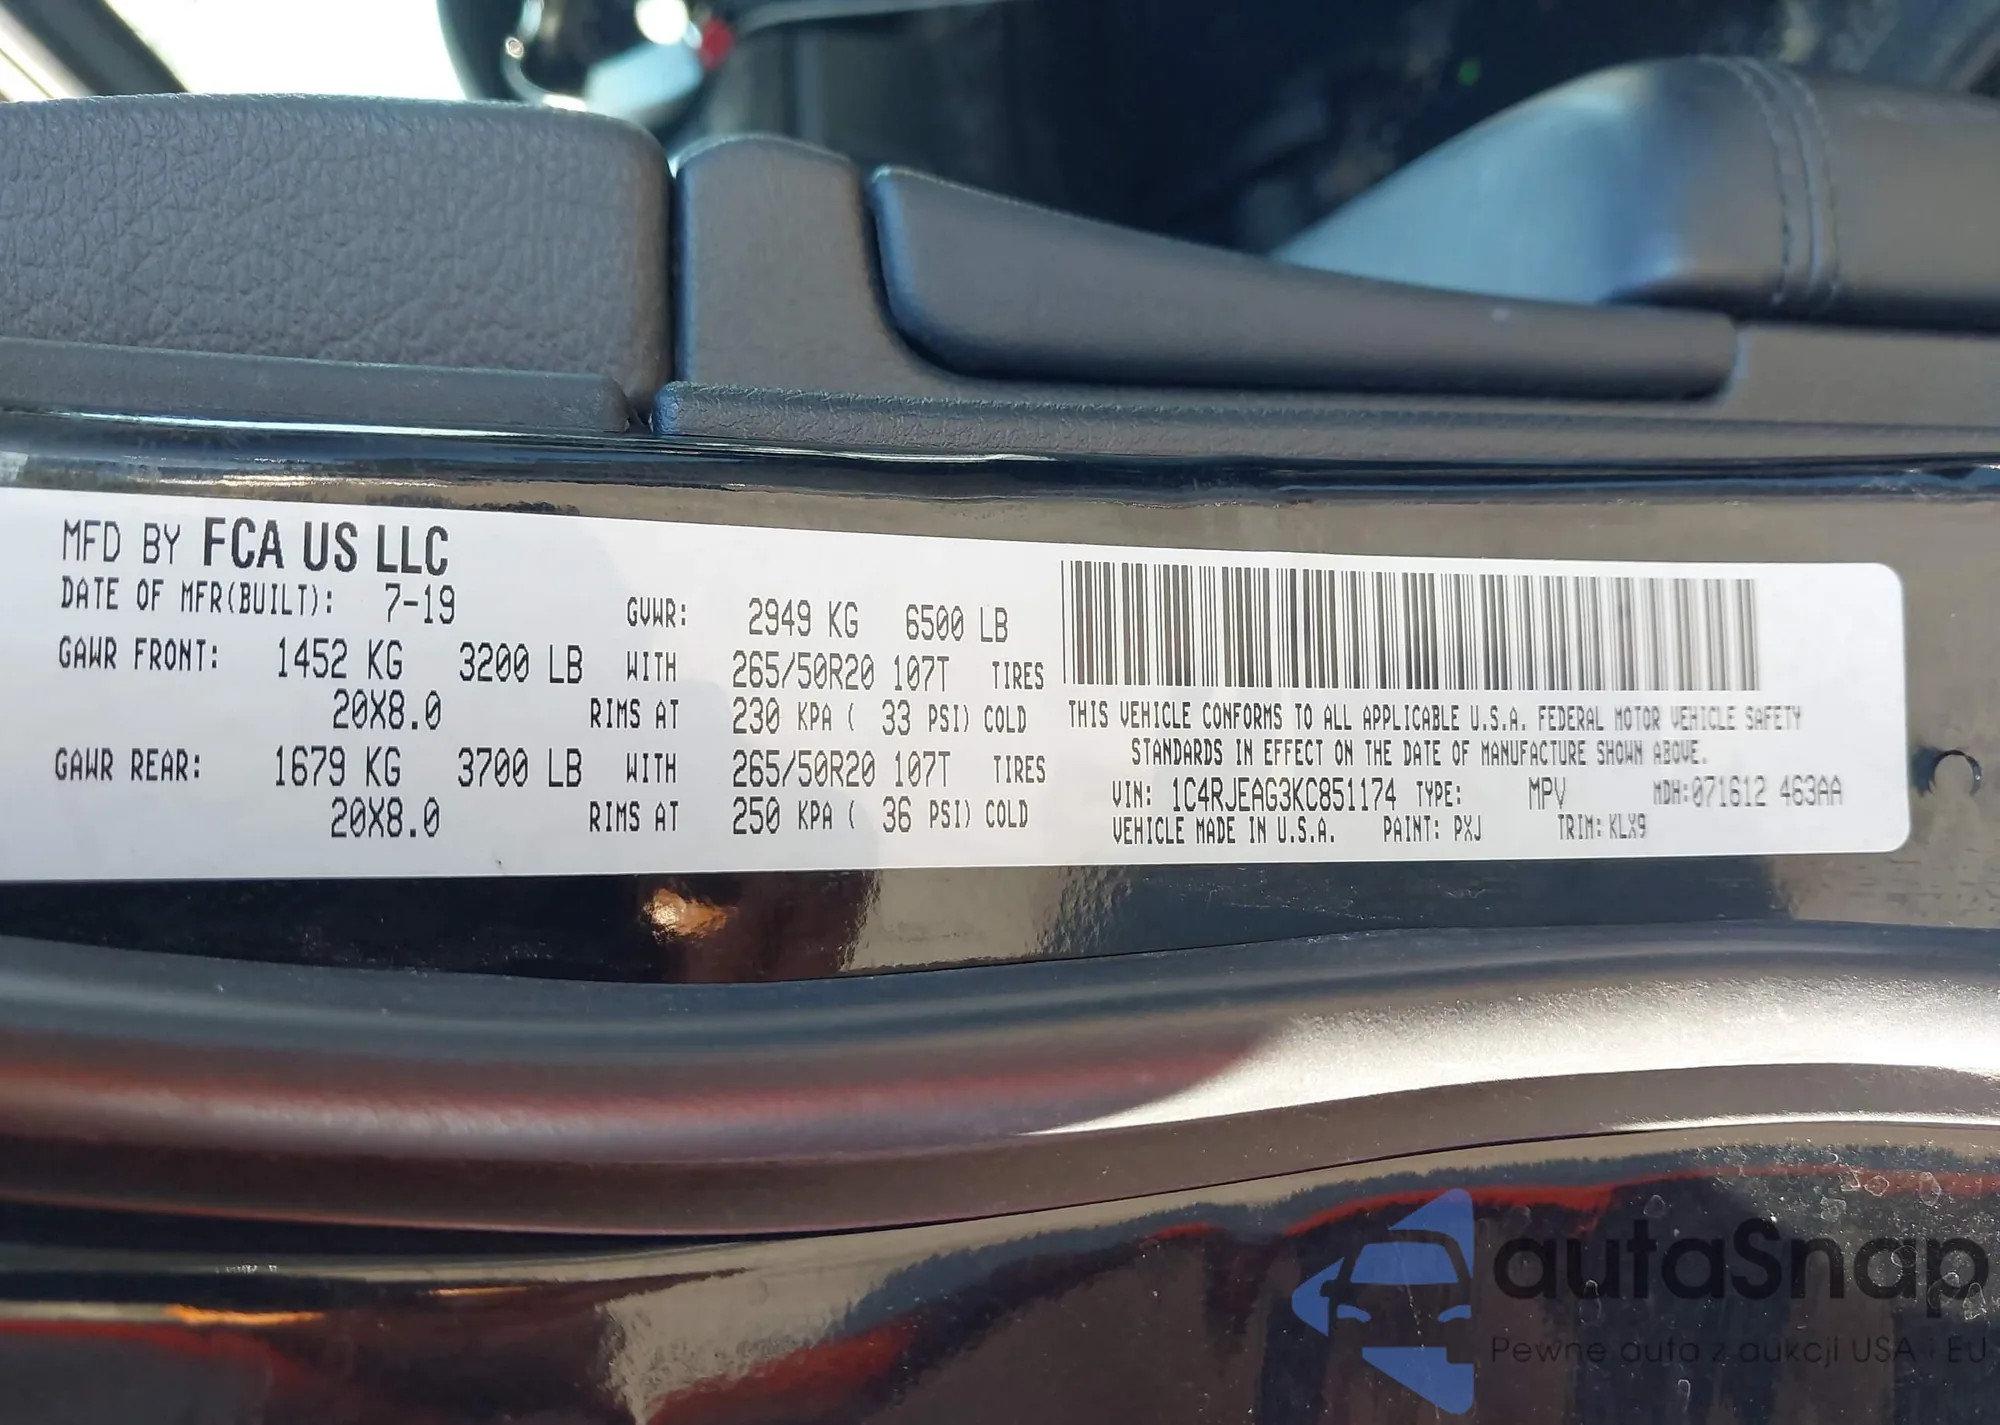 MFD BY FCA US LLC
DATE OF MFR(BUILT): 7-19 GVWR: 2949 KG 6500 LB
GAWR FRONT: 1452 KG 3200 LB WITH 265/50R20 107T TIRES
20X8.0 RIMS AT 230 KPA ( 33 PSI) COLD
GAWR REAR: 1679 KG 3700 LB WITH 265/50R20 107T TIRES
20X8.0 RIMS AT 250 KPA ( 36 PSI) COLD
THIS VEHICLE CONFORMS TO ALL APPLICABLE U.S.A. FEDERAL MOTOR VEHICLE SAFETY
STANDARDS IN EFFECT ON THE DATE OF MANUFACTURE SHOWN ABOVE.
VIN: 1C4RJEAG3KC851174 TYPE: MPV MDH:071612 463AA
VEHICLE MADE IN U.S.A. PAINT: PXJ TRIM: KLX9
autaSnap
Pewne auta z aukcji USA i EU